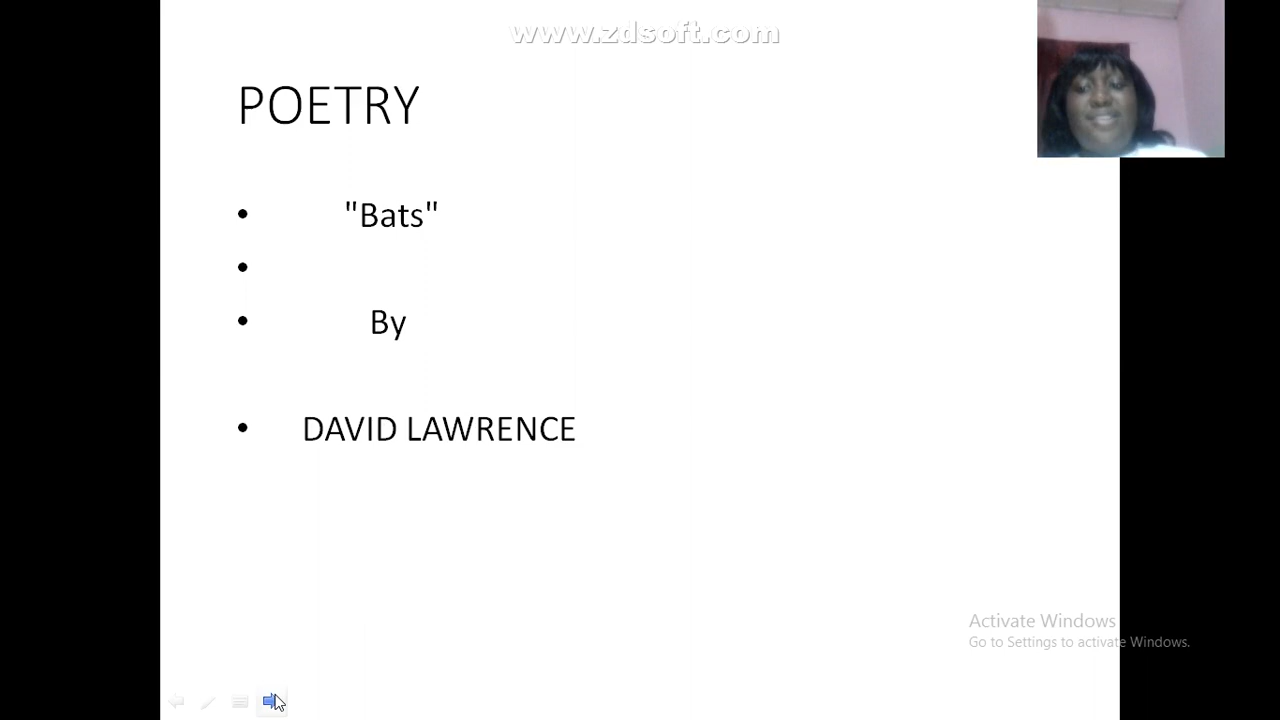 www.zdsoft.com
POETRY
"Bats"
By
DAVID LAWRENCE
Activate Windows
Go to Settings to activate Windows.